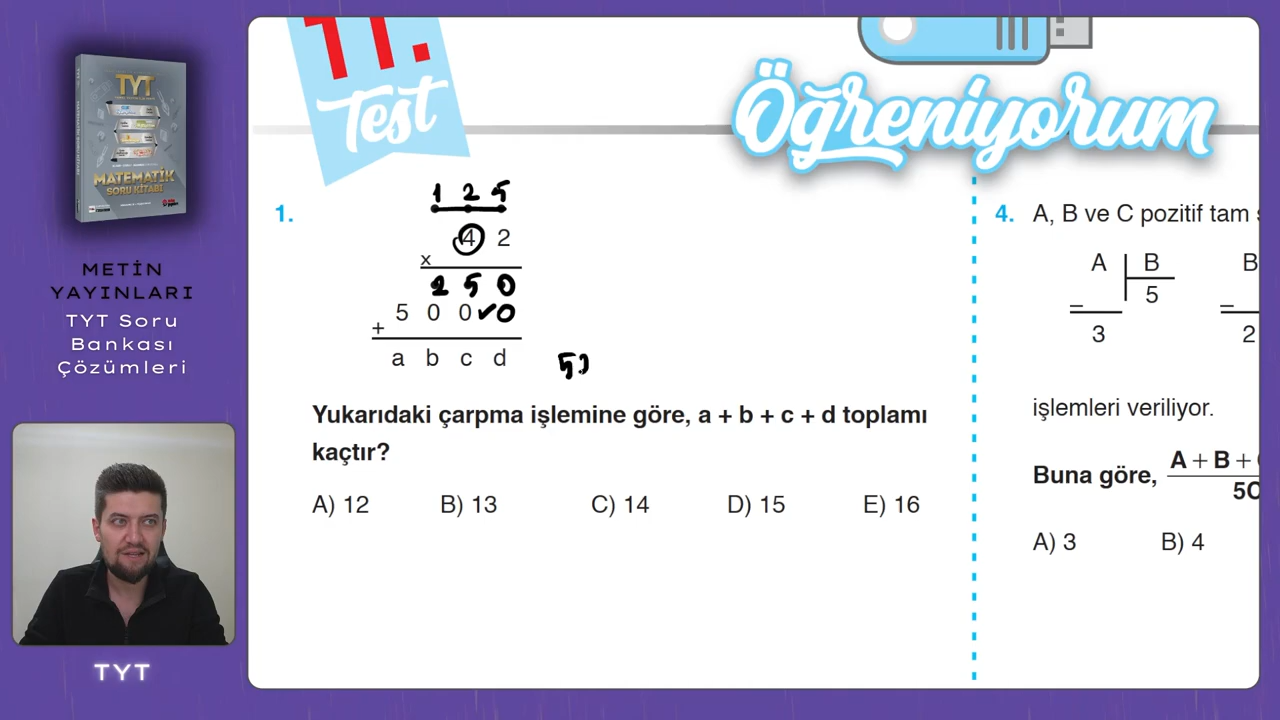 TYT
MATEMATİK
SORU KİTABI
METİN
YAYINLARI
TYT Soru
Bankası
Çözümleri
TYT
11.
Test
Öğreniyorum
1.
1 2 5
4 2
x
2 5 0
5 0 0 0
+
a b c d
50
Yukarıdaki çarpma işlemine göre, a + b + c + d toplamı
kaçtır?
A) 12 B) 13 C) 14 D) 15 E) 16
4. A, B ve C pozitif tam s
A B B
5
3 2
işlemleri veriliyor.
Buna göre, A + B + C
5C
A) 3 B) 4